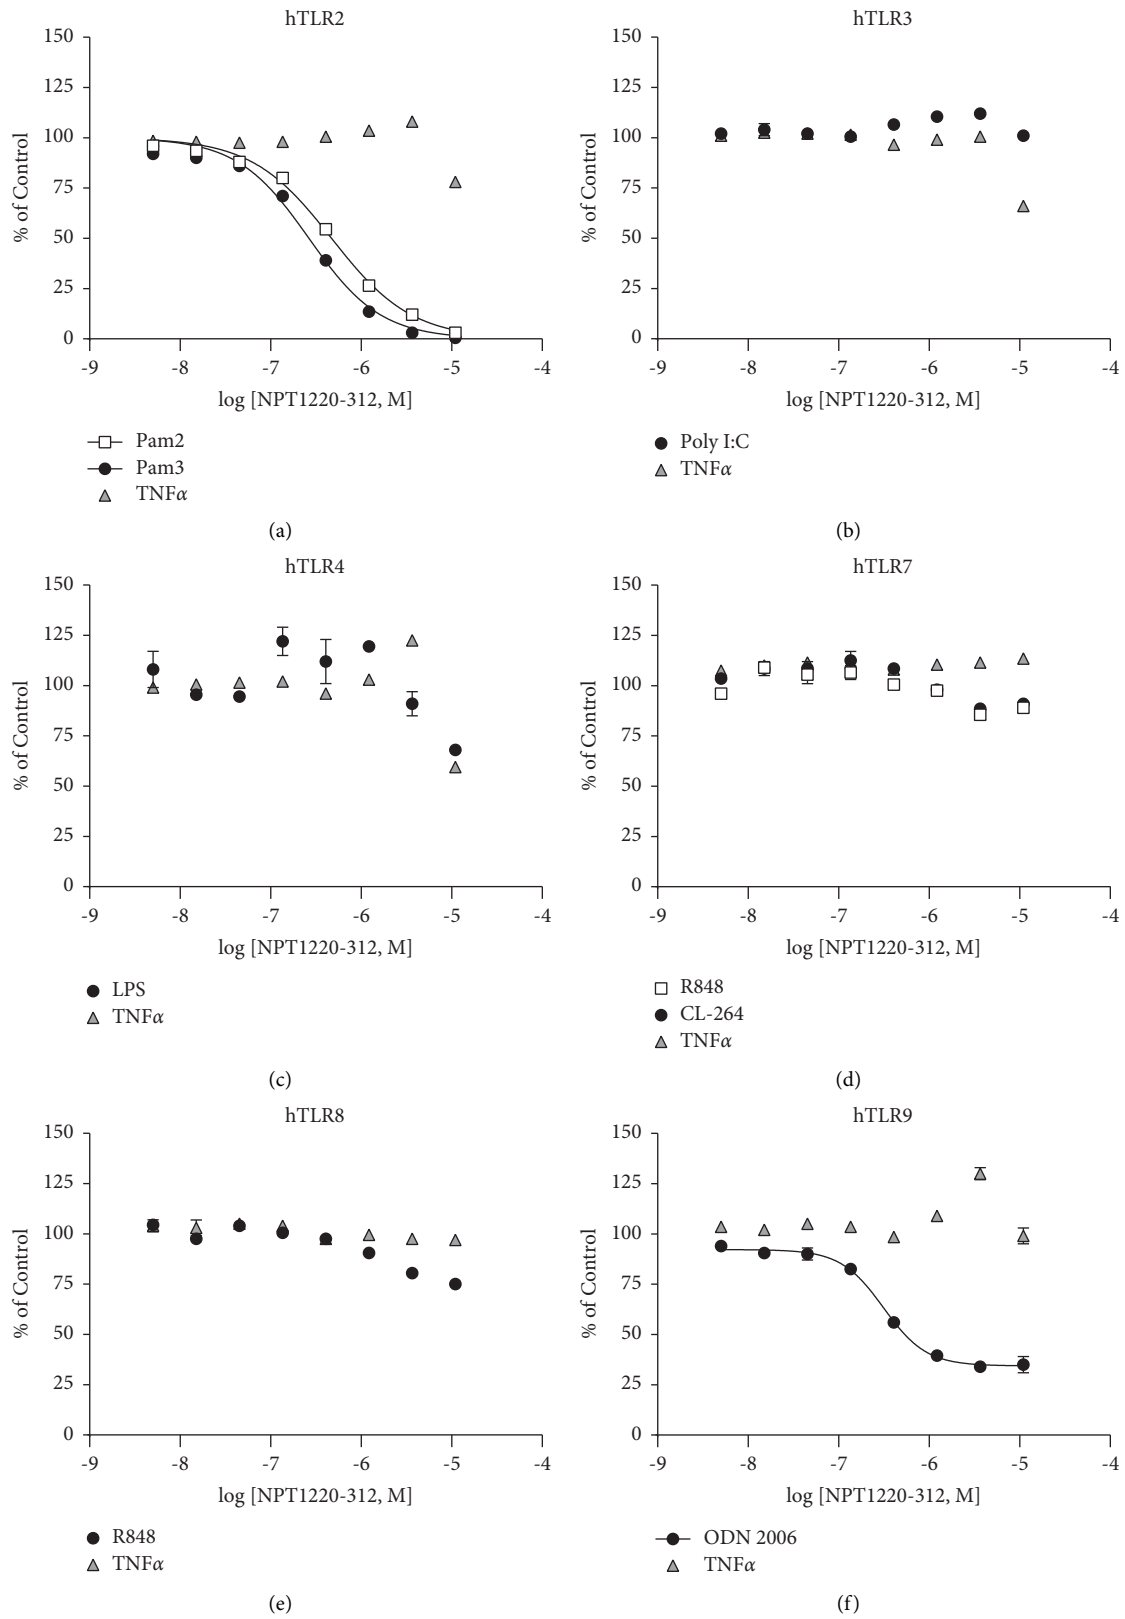 hTLR2
150
125
100
75
50
25
0
% of Control
-9 -8 -7 -6 -5 -4
log [NPT1220-312, M]
Pam2
Pam3
TNFα
(a)
hTLR3
150
125
100
75
50
25
0
% of Control
-9 -8 -7 -6 -5 -4
log [NPT1220-312, M]
Poly I:C
TNFα
(b)
hTLR4
150
125
100
75
50
25
0
% of Control
-9 -8 -7 -6 -5 -4
log [NPT1220-312, M]
LPS
TNFα
(c)
hTLR7
150
125
100
75
50
25
0
% of Control
-9 -8 -7 -6 -5 -4
log [NPT1220-312, M]
R848
CL-264
TNFα
(d)
hTLR8
150
125
100
75
50
25
0
% of Control
-9 -8 -7 -6 -5 -4
log [NPT1220-312, M]
R848
TNFα
(e)
hTLR9
150
125
100
75
50
25
0
% of Control
-9 -8 -7 -6 -5 -4
log [NPT1220-312, M]
ODN 2006
TNFα
(f)